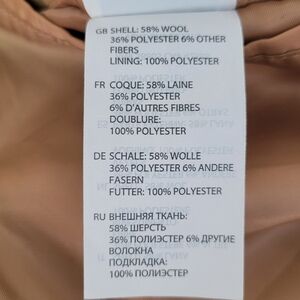 GB SHELL: 58% WOOL
36% POLYESTER 6% OTHER
FIBERS
LINING: 100% POLYESTER
FR COQUE: 58% LAINE
36% POLYESTER
6% D'AUTRES FIBRES
DOUBLURE:
100% POLYESTER
DE SCHALE: 58% WOLLE
36% POLYESTER 6% ANDERE
FASERN
FUTTER: 100% POLYESTER
RU ВНЕШНЯЯ ТКАНЬ:
58% ШЕРСТЬ
36% ПОЛИЭСТЕР 6% ДРУГИЕ
ВОЛОКНА
ПОДКЛАДКА:
100% ПОЛИЭСТЕР